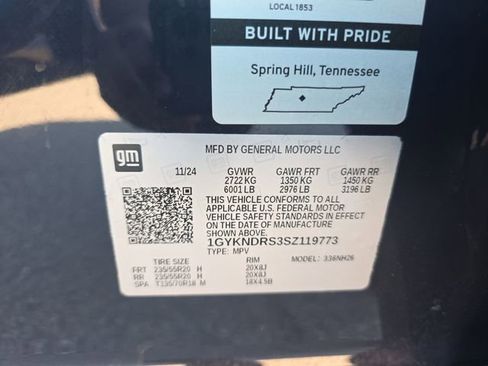 LOCAL 1853
BUILT WITH PRIDE
Spring Hill, Tennessee
gm
MFD BY GENERAL MOTORS LLC
11/24 GVWR GAWR FRT GAWR RR
2722 KG 1350 KG 1450 KG
6001 LB 2976 LB 3196 LB
THIS VEHICLE CONFORMS TO ALL
APPLICABLE U.S. FEDERAL MOTOR
VEHICLE SAFETY STANDARDS IN EFFECT
ON THE DATE OF MANUFACTURE SHOWN ABOVE.
1GYKNDRS3SZ119773
TYPE: MPV
TIRE SIZE RIM MODEL: 336NH26
FRT 235/55R20 H 20X8J
RR 235/55R20 H 20X8J
SPA T135/70R18 M 18X4.5B